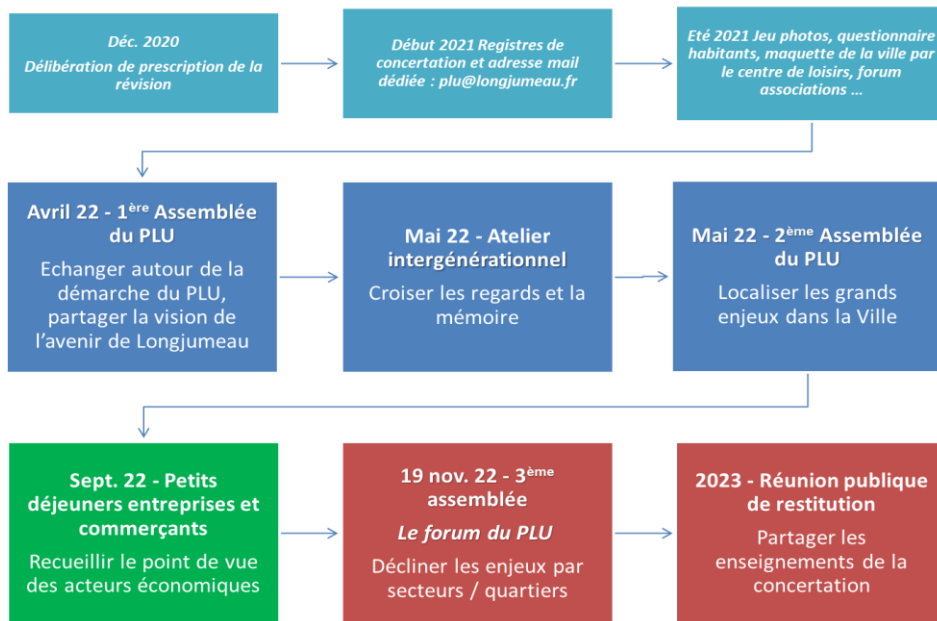 Déc. 2020
Délibération de prescription de la
révision
Début 2021 Registres de
concertation et adresse mail
dédiée : plu@longjumeau.fr
Eté 2021 Jeu photos, questionnaire
habitants, maquette de la ville par
le centre de loisirs, forum
associations ...
Avril 22 - 1ère Assemblée
du PLU
Echanger autour de la
démarche du PLU,
partager la vision de
l'avenir de Longjumeau
Mai 22 - Atelier
intergénérationnel
Croiser les regards et la
mémoire
Mai 22 - 2ème Assemblée
du PLU
Localiser les grands
enjeux dans la Ville
Sept. 22 - Petits
déjeuners entreprises et
commerçants
Recueillir le point de vue
des acteurs économiques
19 nov. 22 - 3ème
assemblée
Le forum du PLU
Décliner les enjeux par
secteurs / quartiers
2023 - Réunion publique
de restitution
Partager les
enseignements de la
concertation